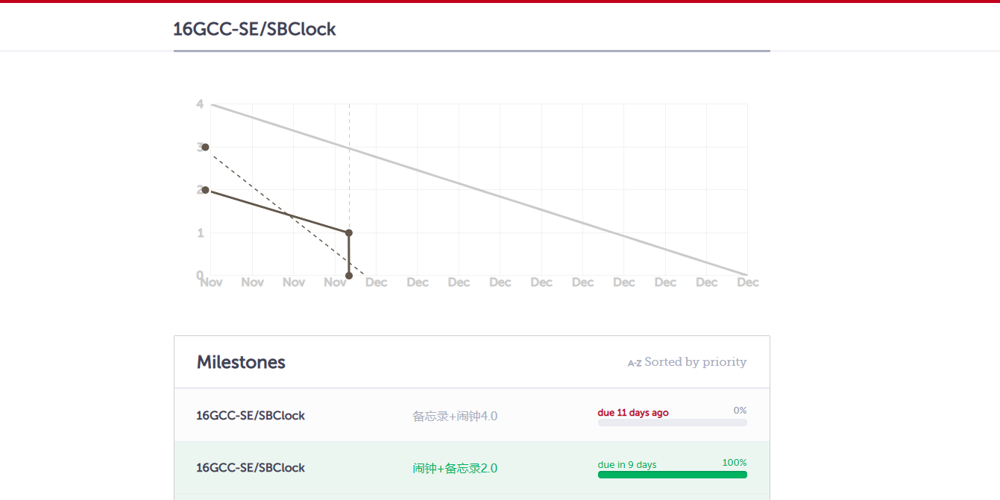 16GCC-SE/SBClock
4
3
2
1
0
Nov Nov Nov Nov Dec Dec Dec Dec Dec Dec Dec Dec Dec Dec
Milestones A-Z Sorted by priority
16GCC-SE/SBClock 备忘录+闹钟4.0 due 11 days ago 0%
16GCC-SE/SBClock 闹钟+备忘录2.0 due in 9 days 100%